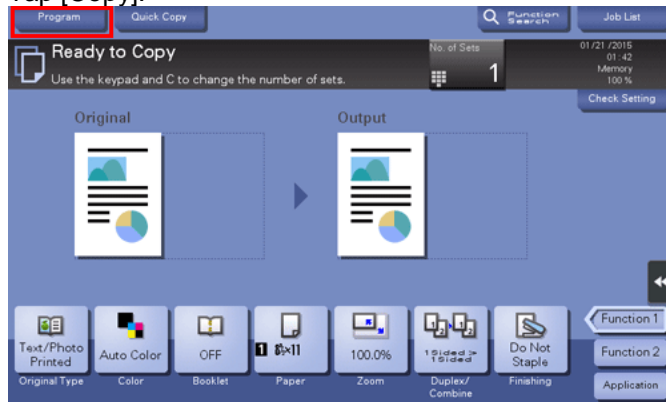 Tap [Copy].
Program Quick Copy Function Search Job List
Ready to Copy
Use the keypad and C to change the number of sets.
No. of Sets
1
01/21 /2015
01:42
Memory
100 %
Check Setting
Original Output
Text/Photo
Printed
Auto Color
OFF
1 8½×11
100.0%
1Sided >
1Sided
Do Not
Staple
Original Type Color Booklet Paper Zoom Duplex/
Combine
Finishing
Function 1
Function 2
Application